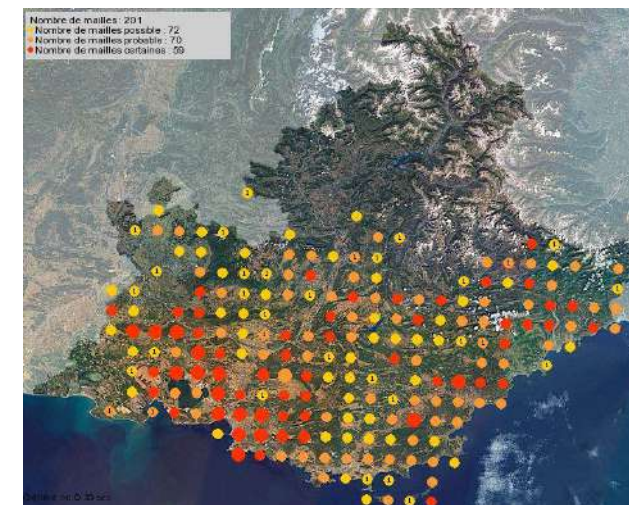 Nombre de mailles : 201
Nombre de mailles possible : 72
Nombre de mailles probable : 70
Nombre de mailles certaines : 59